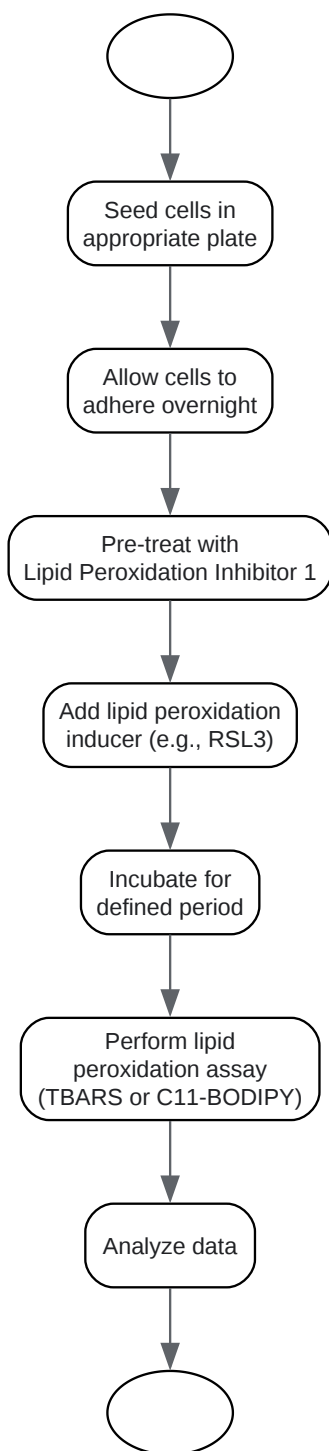 Seed cells in
appropriate plate
Allow cells to
adhere overnight
Pre-treat with
Lipid Peroxidation Inhibitor 1
Add lipid peroxidation
inducer (e.g., RSL3)
Incubate for
defined period
Perform lipid
peroxidation assay
(TBARS or C11-BODIPY)
Analyze data